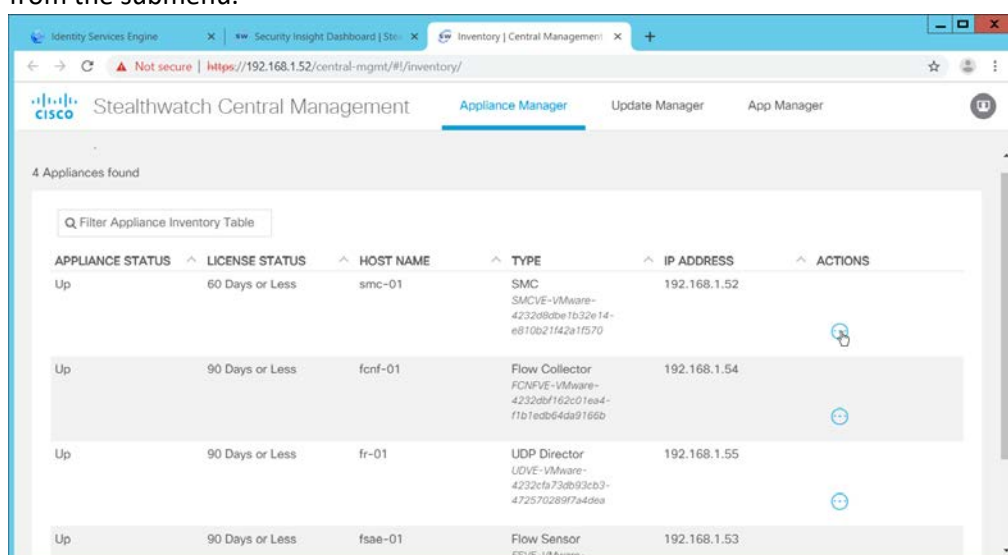 from the submenu.
Identity Services Engine
sw Security Insight Dashboard | Ste
sw Inventory | Central Management
Not secure | https://192.168.1.52/central-mgmt/#!/inventory/
cisco Stealthwatch Central Management Appliance Manager Update Manager App Manager
4 Appliances found
Filter Appliance Inventory Table
APPLIANCE STATUS LICENSE STATUS HOST NAME TYPE IP ADDRESS ACTIONS
Up 60 Days or Less smc-01 SMC 192.168.1.52
SMCVE-VMware-
4232d8dbe1b32e14-
e810b21f42a1f570
Up 90 Days or Less fcnf-01 Flow Collector 192.168.1.54
FCNFVE-VMware-
4232dbf162c01ea4-
f1b1edb64da9166b
Up 90 Days or Less fr-01 UDP Director 192.168.1.55
UDVE-VMware-
4232cfa73db93cb3-
472570289f7a4dea
Up 90 Days or Less fsae-01 Flow Sensor 192.168.1.53